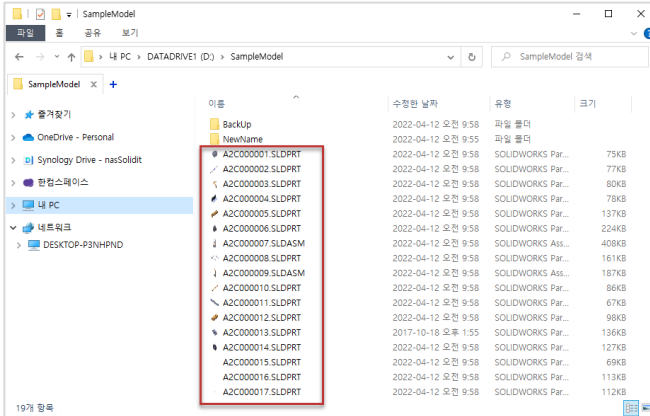 SampleModel
파일 홈 공유 보기
내 PC > DATADRIVE1 (D:) > SampleModel
SampleModel 검색
SampleModel x +
이름 수정한 날짜 유형 크기
즐겨찾기
OneDrive - Personal
Synology Drive - nasSolidit
한컴스페이스
내 PC
네트워크
DESKTOP-P3NHPND
BackUp 2022-04-12 오전 9:58 파일 폴더
NewName 2022-04-12 오전 9:55 파일 폴더
A2C000001.SLDPRT 2022-04-12 오전 9:58 SOLIDWORKS Par... 75KB
A2C000002.SLDPRT 2022-04-12 오전 9:58 SOLIDWORKS Par... 77KB
A2C000003.SLDPRT 2022-04-12 오전 9:58 SOLIDWORKS Par... 80KB
A2C000004.SLDPRT 2022-04-12 오전 9:58 SOLIDWORKS Par... 78KB
A2C000005.SLDPRT 2022-04-12 오전 9:58 SOLIDWORKS Par... 137KB
A2C000006.SLDPRT 2022-04-12 오전 9:58 SOLIDWORKS Par... 224KB
A2C000007.SLDASM 2022-04-12 오전 9:58 SOLIDWORKS Ass... 408KB
A2C000008.SLDPRT 2022-04-12 오전 9:58 SOLIDWORKS Par... 161KB
A2C000009.SLDASM 2022-04-12 오전 9:58 SOLIDWORKS Ass... 187KB
A2C000010.SLDPRT 2022-04-12 오전 9:58 SOLIDWORKS Par... 86KB
A2C000011.SLDPRT 2022-04-12 오전 9:58 SOLIDWORKS Par... 67KB
A2C000012.SLDPRT 2022-04-12 오전 9:58 SOLIDWORKS Par... 98KB
A2C000013.SLDPRT 2017-10-18 오후 1:55 SOLIDWORKS Par... 136KB
A2C000014.SLDPRT 2022-04-12 오전 9:58 SOLIDWORKS Par... 127KB
A2C000015.SLDPRT 2022-04-12 오전 9:58 SOLIDWORKS Par... 69KB
A2C000016.SLDPRT 2022-04-12 오전 9:58 SOLIDWORKS Par... 113KB
A2C000017.SLDPRT 2022-04-12 오전 9:58 SOLIDWORKS Par... 112KB
19개 항목